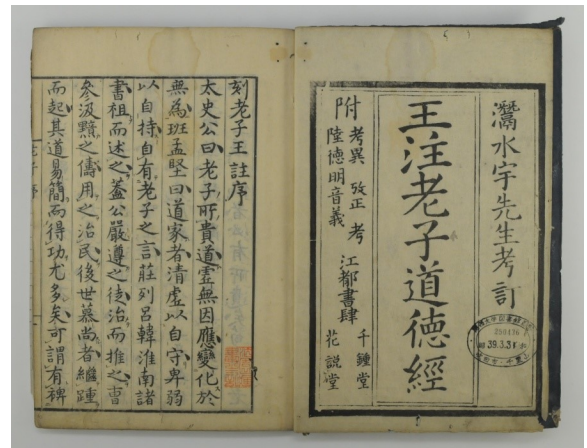 灊水宇先生考訂
王注老子道德經
附 考異 攷正 考
陸德明音義
江都書肆
千鍾堂
花説堂
39.3.31
刻老子王註序
太史公曰老子所貴道虛無因應變化於
無為班孟堅曰道家者清虛以自守卑弱
以自持自有老子之言莊列呂韓淮南諸
書祖而述之蓋公嚴遵之徒治而推之曹
參汲黯之儔用之治民後世慕尚者繼踵
而起其道易簡而得功尤多矣可謂有裨